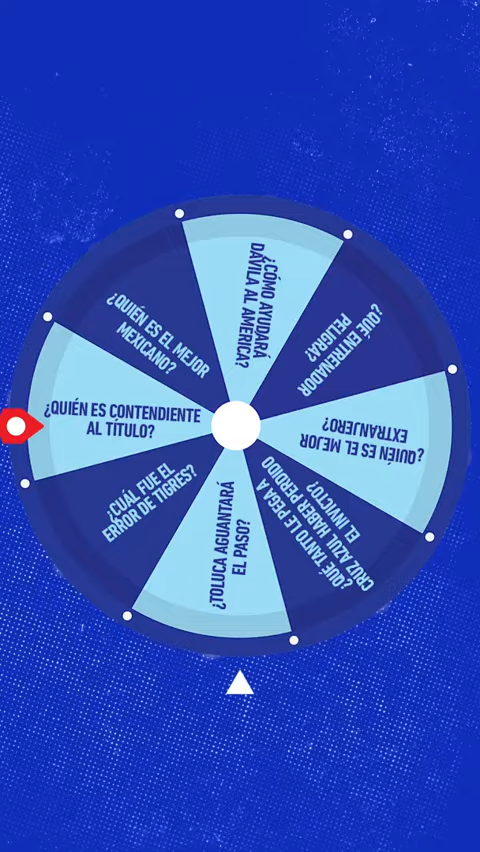 ¿CÓMO AYUDARÁ
DÁVILA AL AMÉRICA?
¿QUÉ ENTRENADOR
PELIGRA?
¿QUIÉN ES EL MEJOR
EXTRANJERO?
¿QUÉ TANTO LE PEGA A
CRUZ AZUL HABER PERDIDO
EL INVICTO?
¿TOLUCA AGUANTARÁ
EL PASO?
¿CUÁL FUE EL
ERROR DE TIGRES?
¿QUIÉN ES CONTENDIENTE
AL TÍTULO?
¿QUIÉN ES EL MEJOR
MEXICANO?